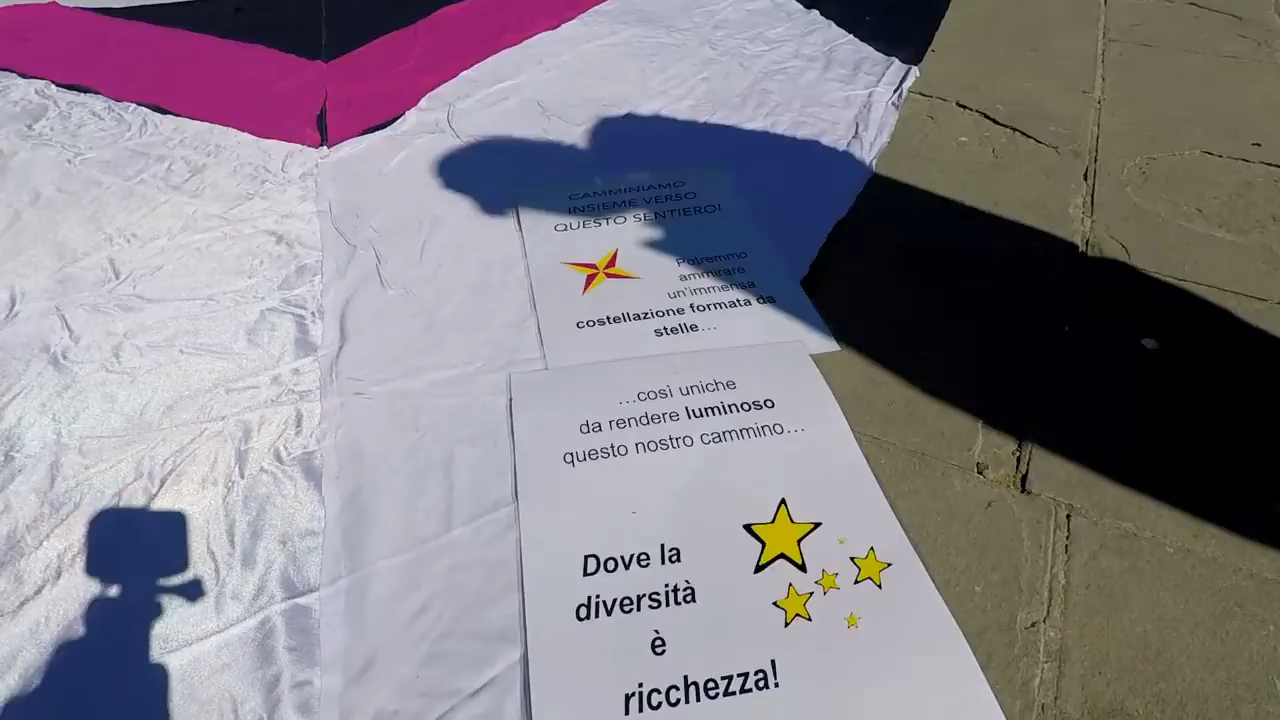 CAMMINIAMO
INSIEME VERSO
QUESTO SENTIERO!
Potremmo
ammirare
un'immensa
costellazione formata da
stelle…
…così uniche
da rendere luminoso
questo nostro cammino…
Dove la
diversità
è
ricchezza!